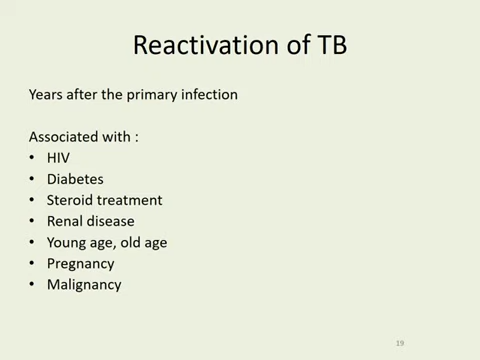 Reactivation of TB
Years after the primary infection
Associated with :
• HIV
• Diabetes
• Steroid treatment
• Renal disease
• Young age, old age
• Pregnancy
• Malignancy
19